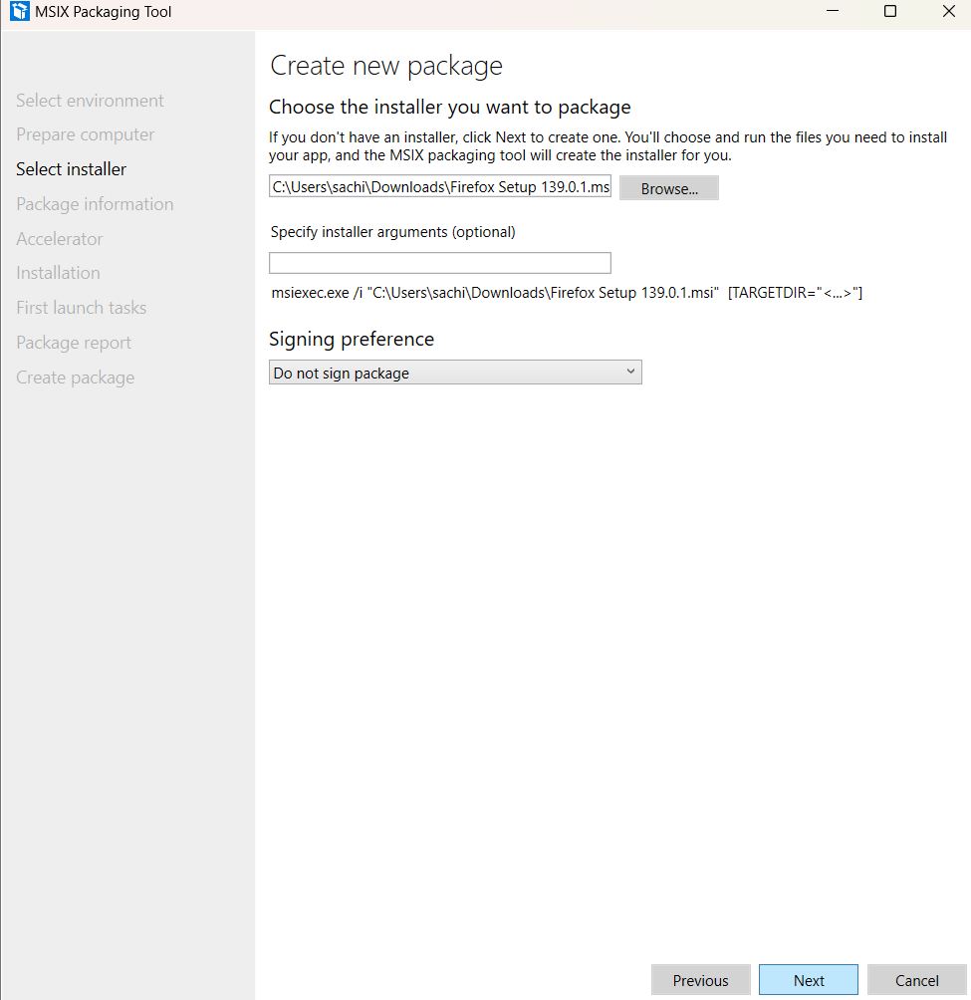 MSIX Packaging Tool
Select environment
Prepare computer
Select installer
Package information
Accelerator
Installation
First launch tasks
Package report
Create package
Create new package
Choose the installer you want to package
If you don't have an installer, click Next to create one. You'll choose and run the files you need to install
your app, and the MSIX packaging tool will create the installer for you.
C:\Users\sachi\Downloads\Firefox Setup 139.0.1.ms
Browse...
Specify installer arguments (optional)
msiexec.exe /i "C:\Users\sachi\Downloads\Firefox Setup 139.0.1.msi" [TARGETDIR="<...>"]
Signing preference
Do not sign package
Previous
Next
Cancel